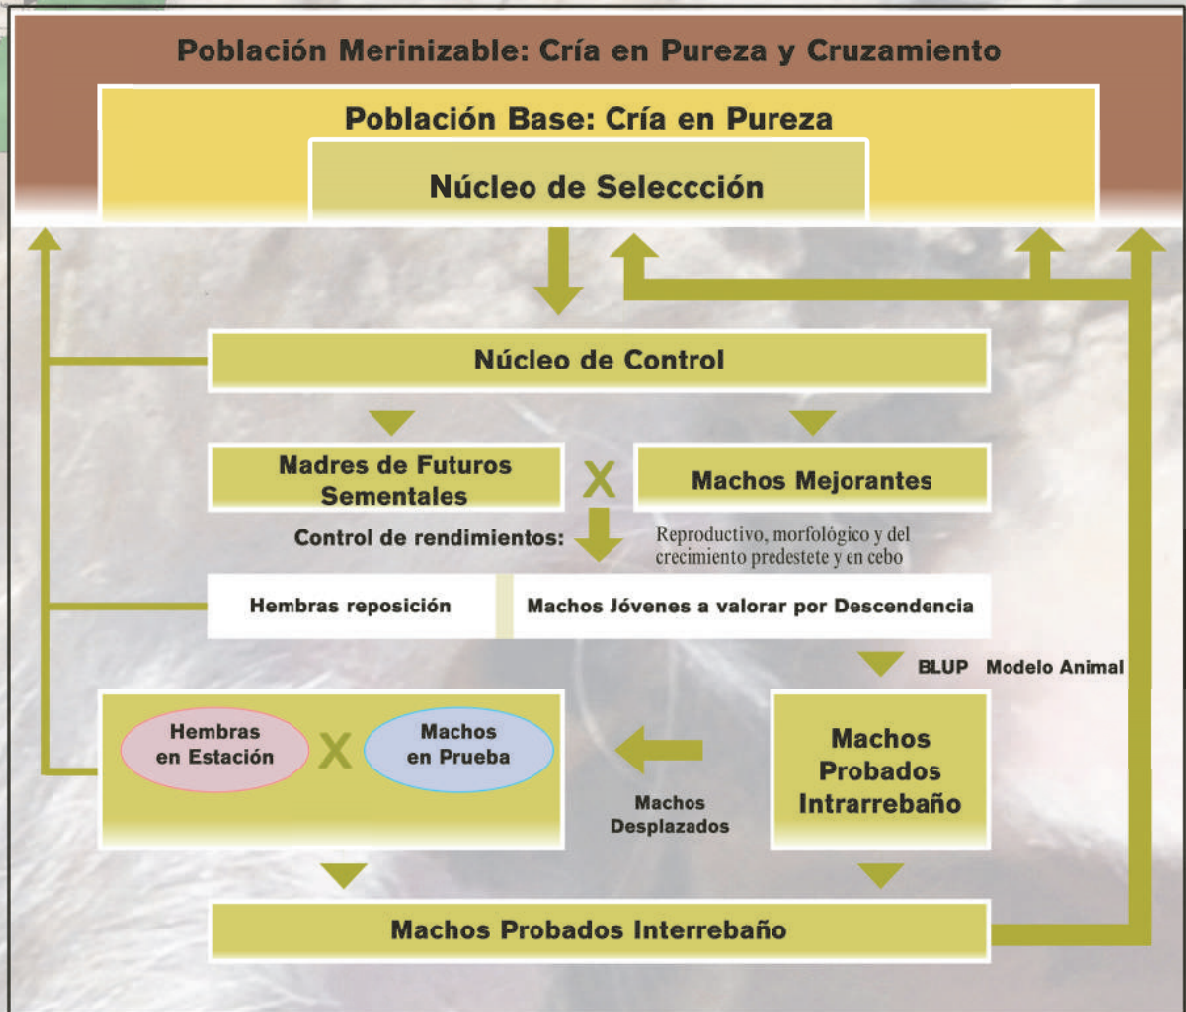 Población Merinizable: Cría en Pureza y Cruzamiento
Población Base: Cría en Pureza
Núcleo de Seleccción
Núcleo de Control
Madres de Futuros
Sementales
X
Machos Mejorantes
Control de rendimientos:
Reproductivo, morfológico y del
crecimiento predestete y en cebo
Hembras reposición
Machos Jóvenes a valorar por Descendencia
BLUP Modelo Animal
Hembras
en Estación
X
Machos
en Prueba
Machos
Desplazados
Machos
Probados
Intrarrebaño
Machos Probados Interrebaño